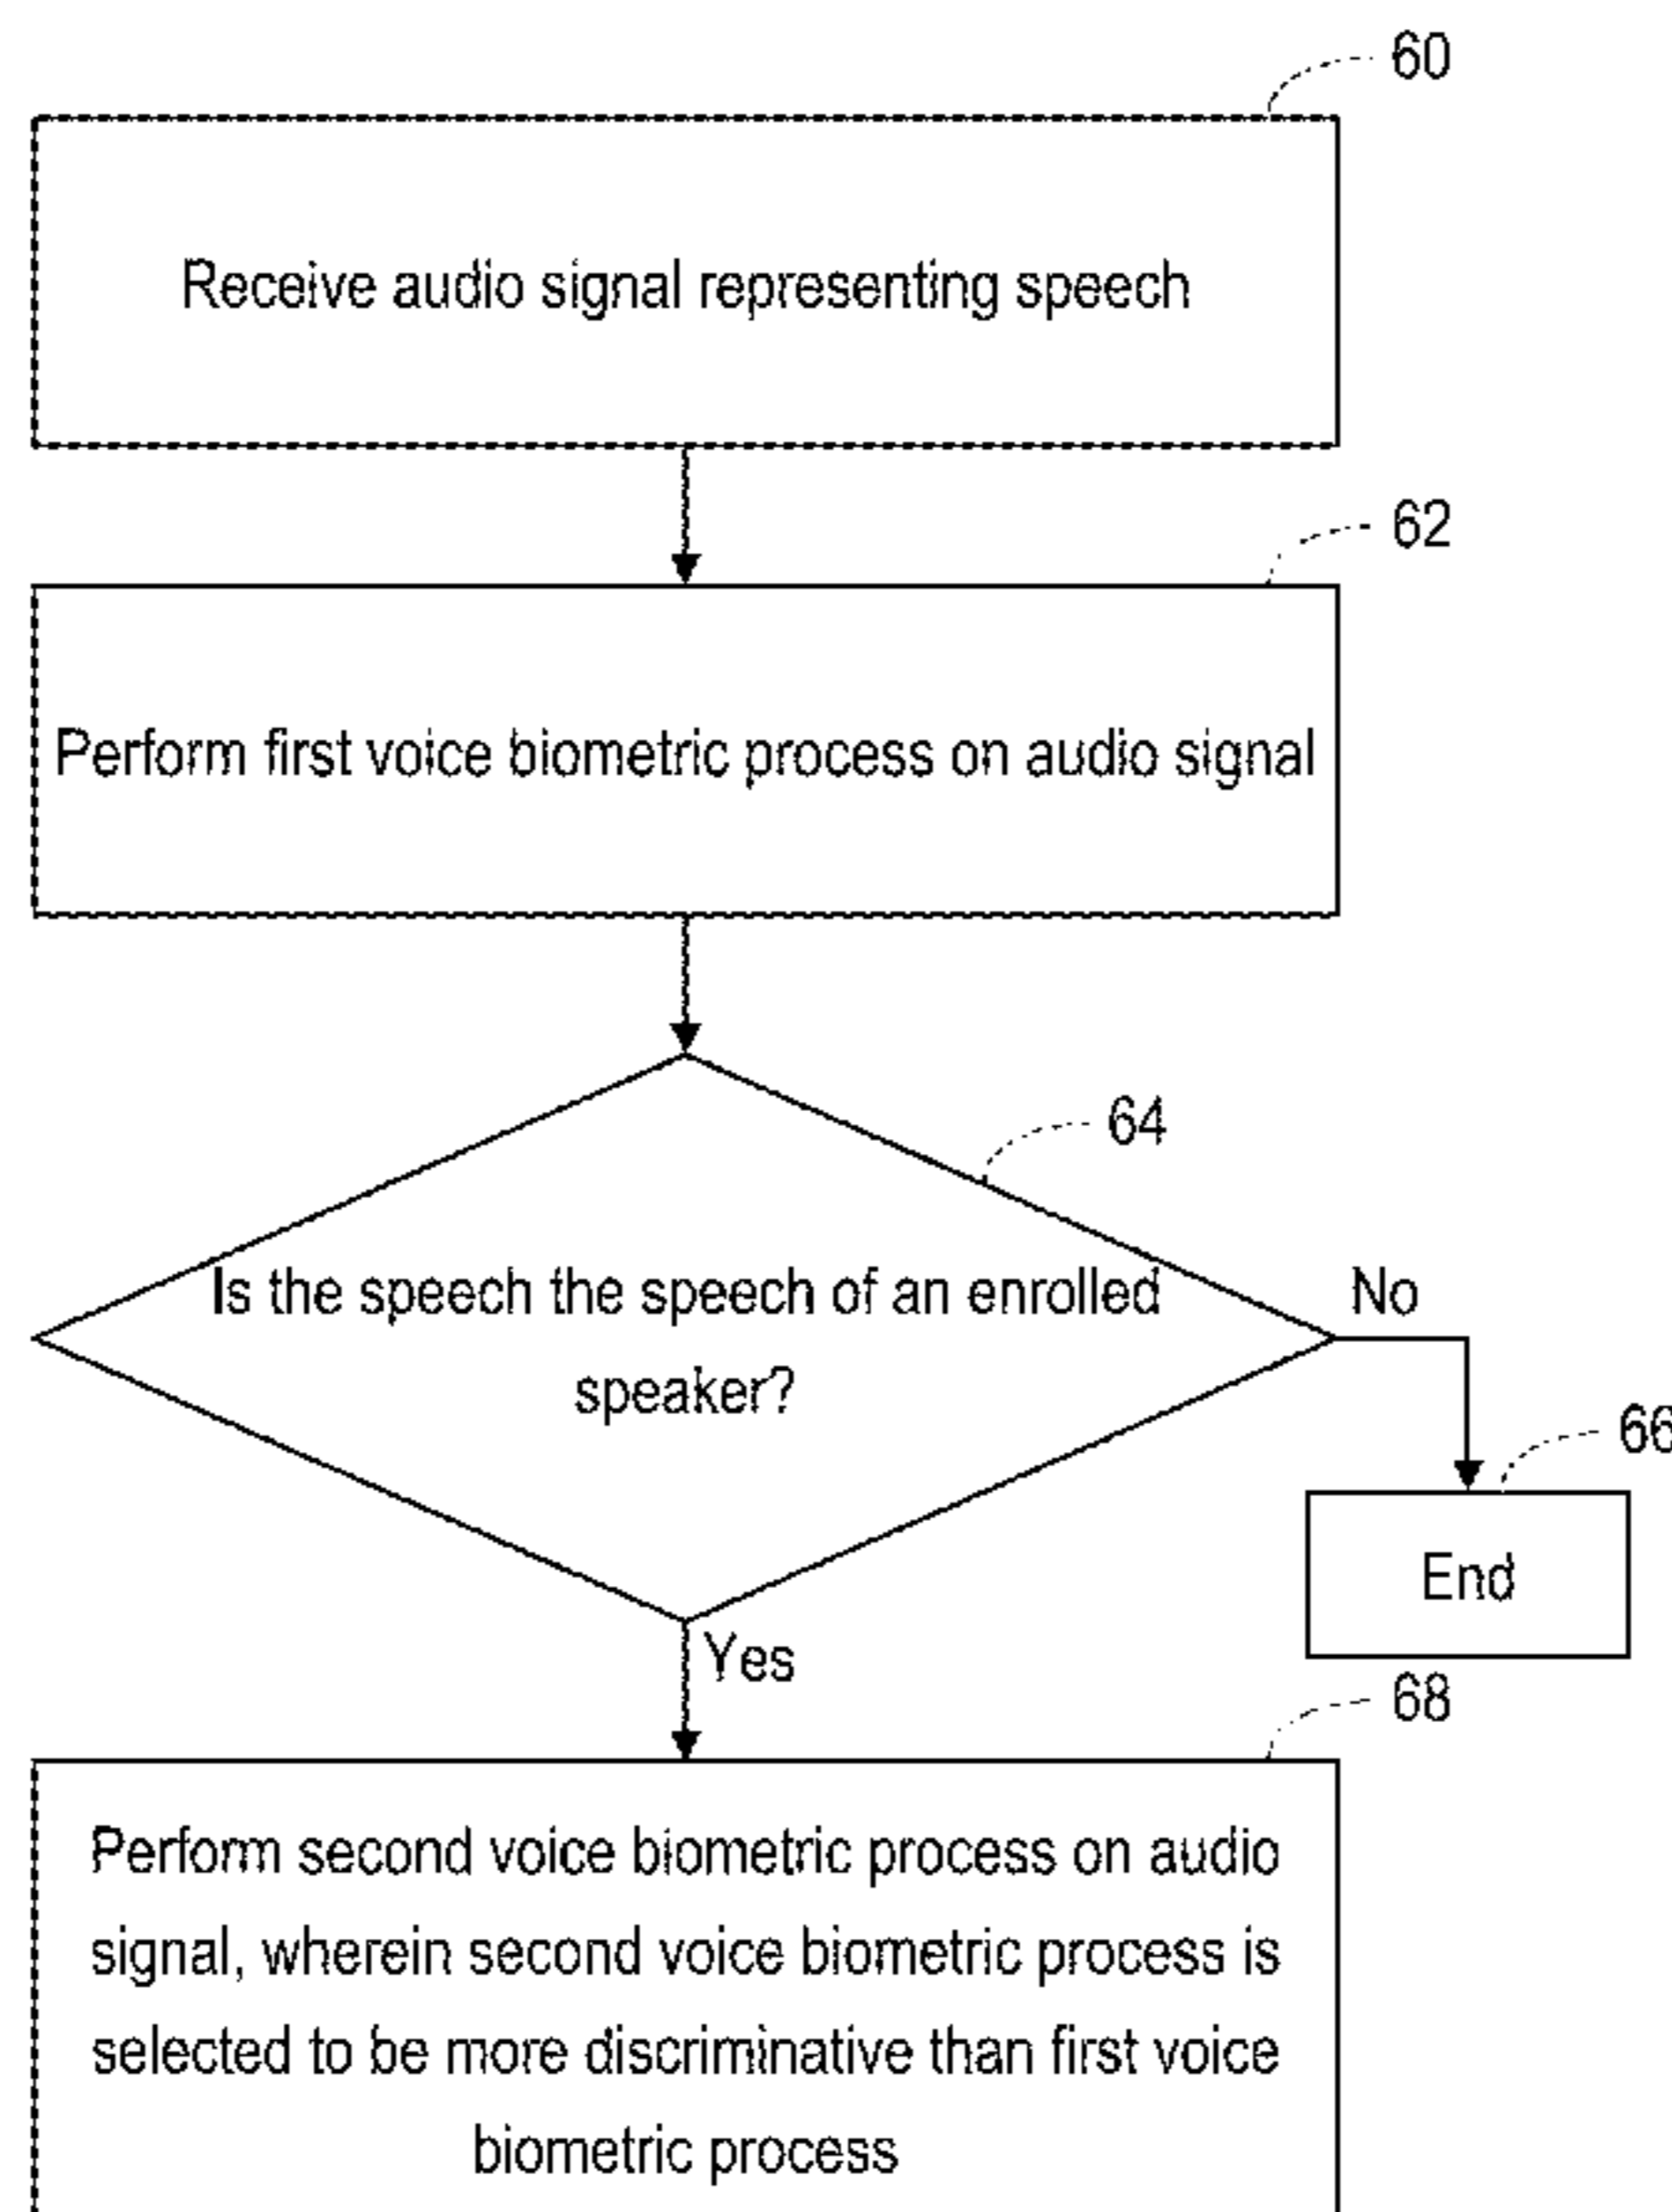 60
Receive audio signal representing speech
62
Perform first voice biometric process on audio signal
64
Is the speech the speech of an enrolled
speaker?
No
66
End
Yes
68
Perform second voice biometric process on audio
signal, wherein second voice biometric process is
selected to be more discriminative than first voice
biometric process